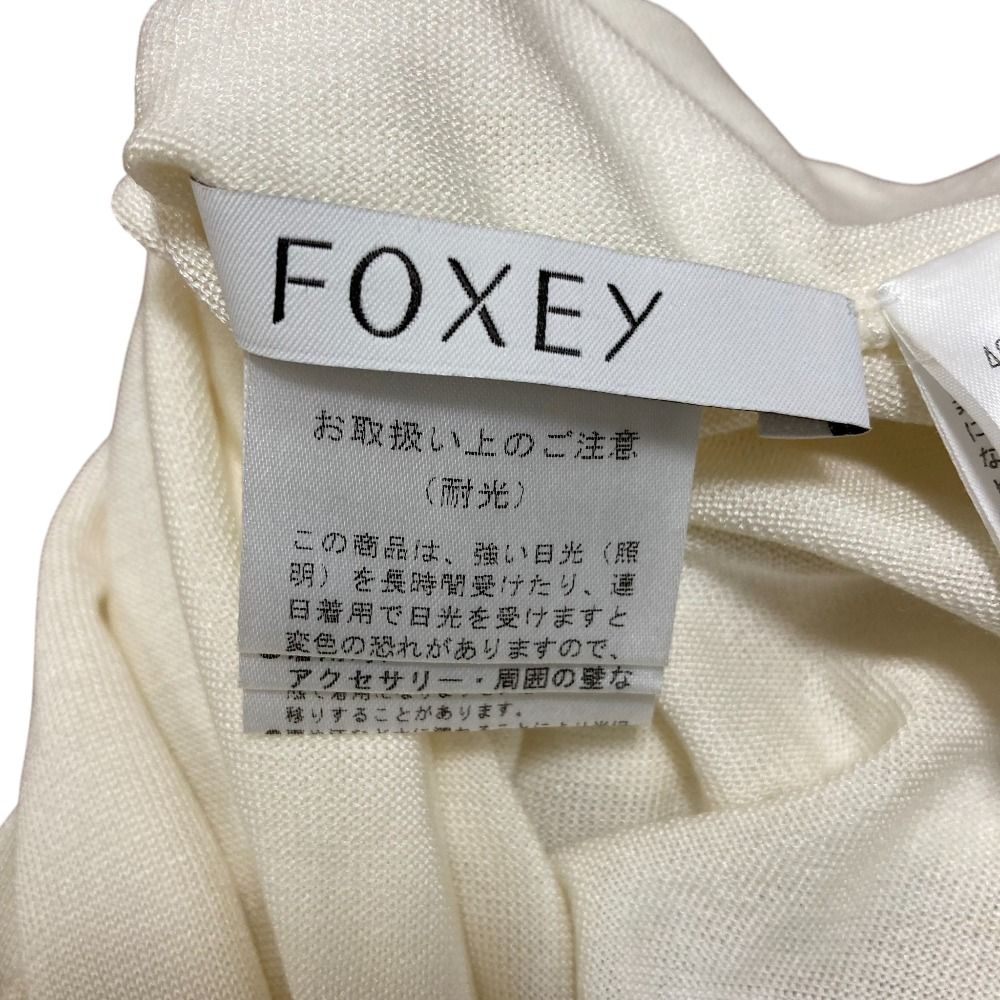 FOXEY
お取扱い上のご注意
（耐光）
この商品は、強い日光（照
明）を長時間受けたり、連
日着用で日光を受けますと
変色の恐れがありますので、
アクセサリー・周囲の壁な
移りすることがあります。